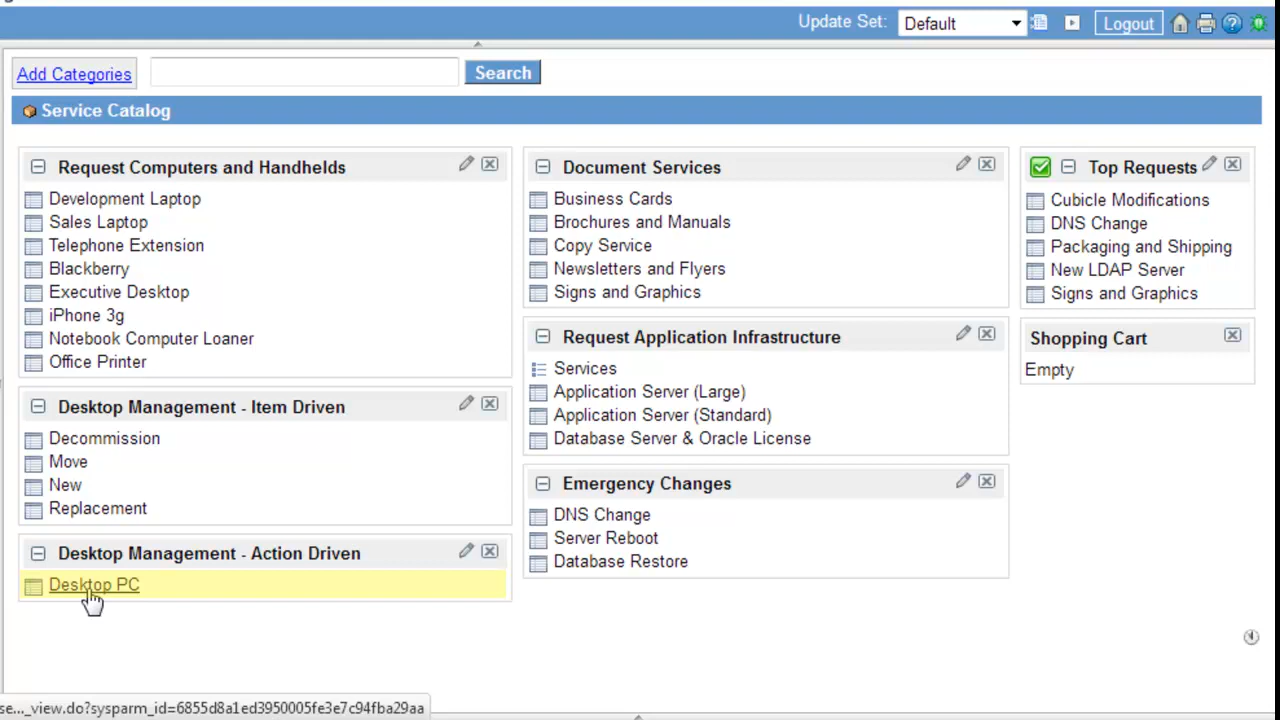 Update Set:
Default
Logout
Add Categories
Search
Service Catalog
Request Computers and Handhelds
Development Laptop
Sales Laptop
Telephone Extension
Blackberry
Executive Desktop
iPhone 3g
Notebook Computer Loaner
Office Printer
Desktop Management - Item Driven
Decommission
Move
New
Replacement
Desktop Management - Action Driven
Desktop PC
Document Services
Business Cards
Brochures and Manuals
Copy Service
Newsletters and Flyers
Signs and Graphics
Request Application Infrastructure
Services
Application Server (Large)
Application Server (Standard)
Database Server & Oracle License
Emergency Changes
DNS Change
Server Reboot
Database Restore
Top Requests
Cubicle Modifications
DNS Change
Packaging and Shipping
New LDAP Server
Signs and Graphics
Shopping Cart
Empty
se..._view.do?sysparm_id=6855d8a1ed3950005fe3e7c94fba29aa